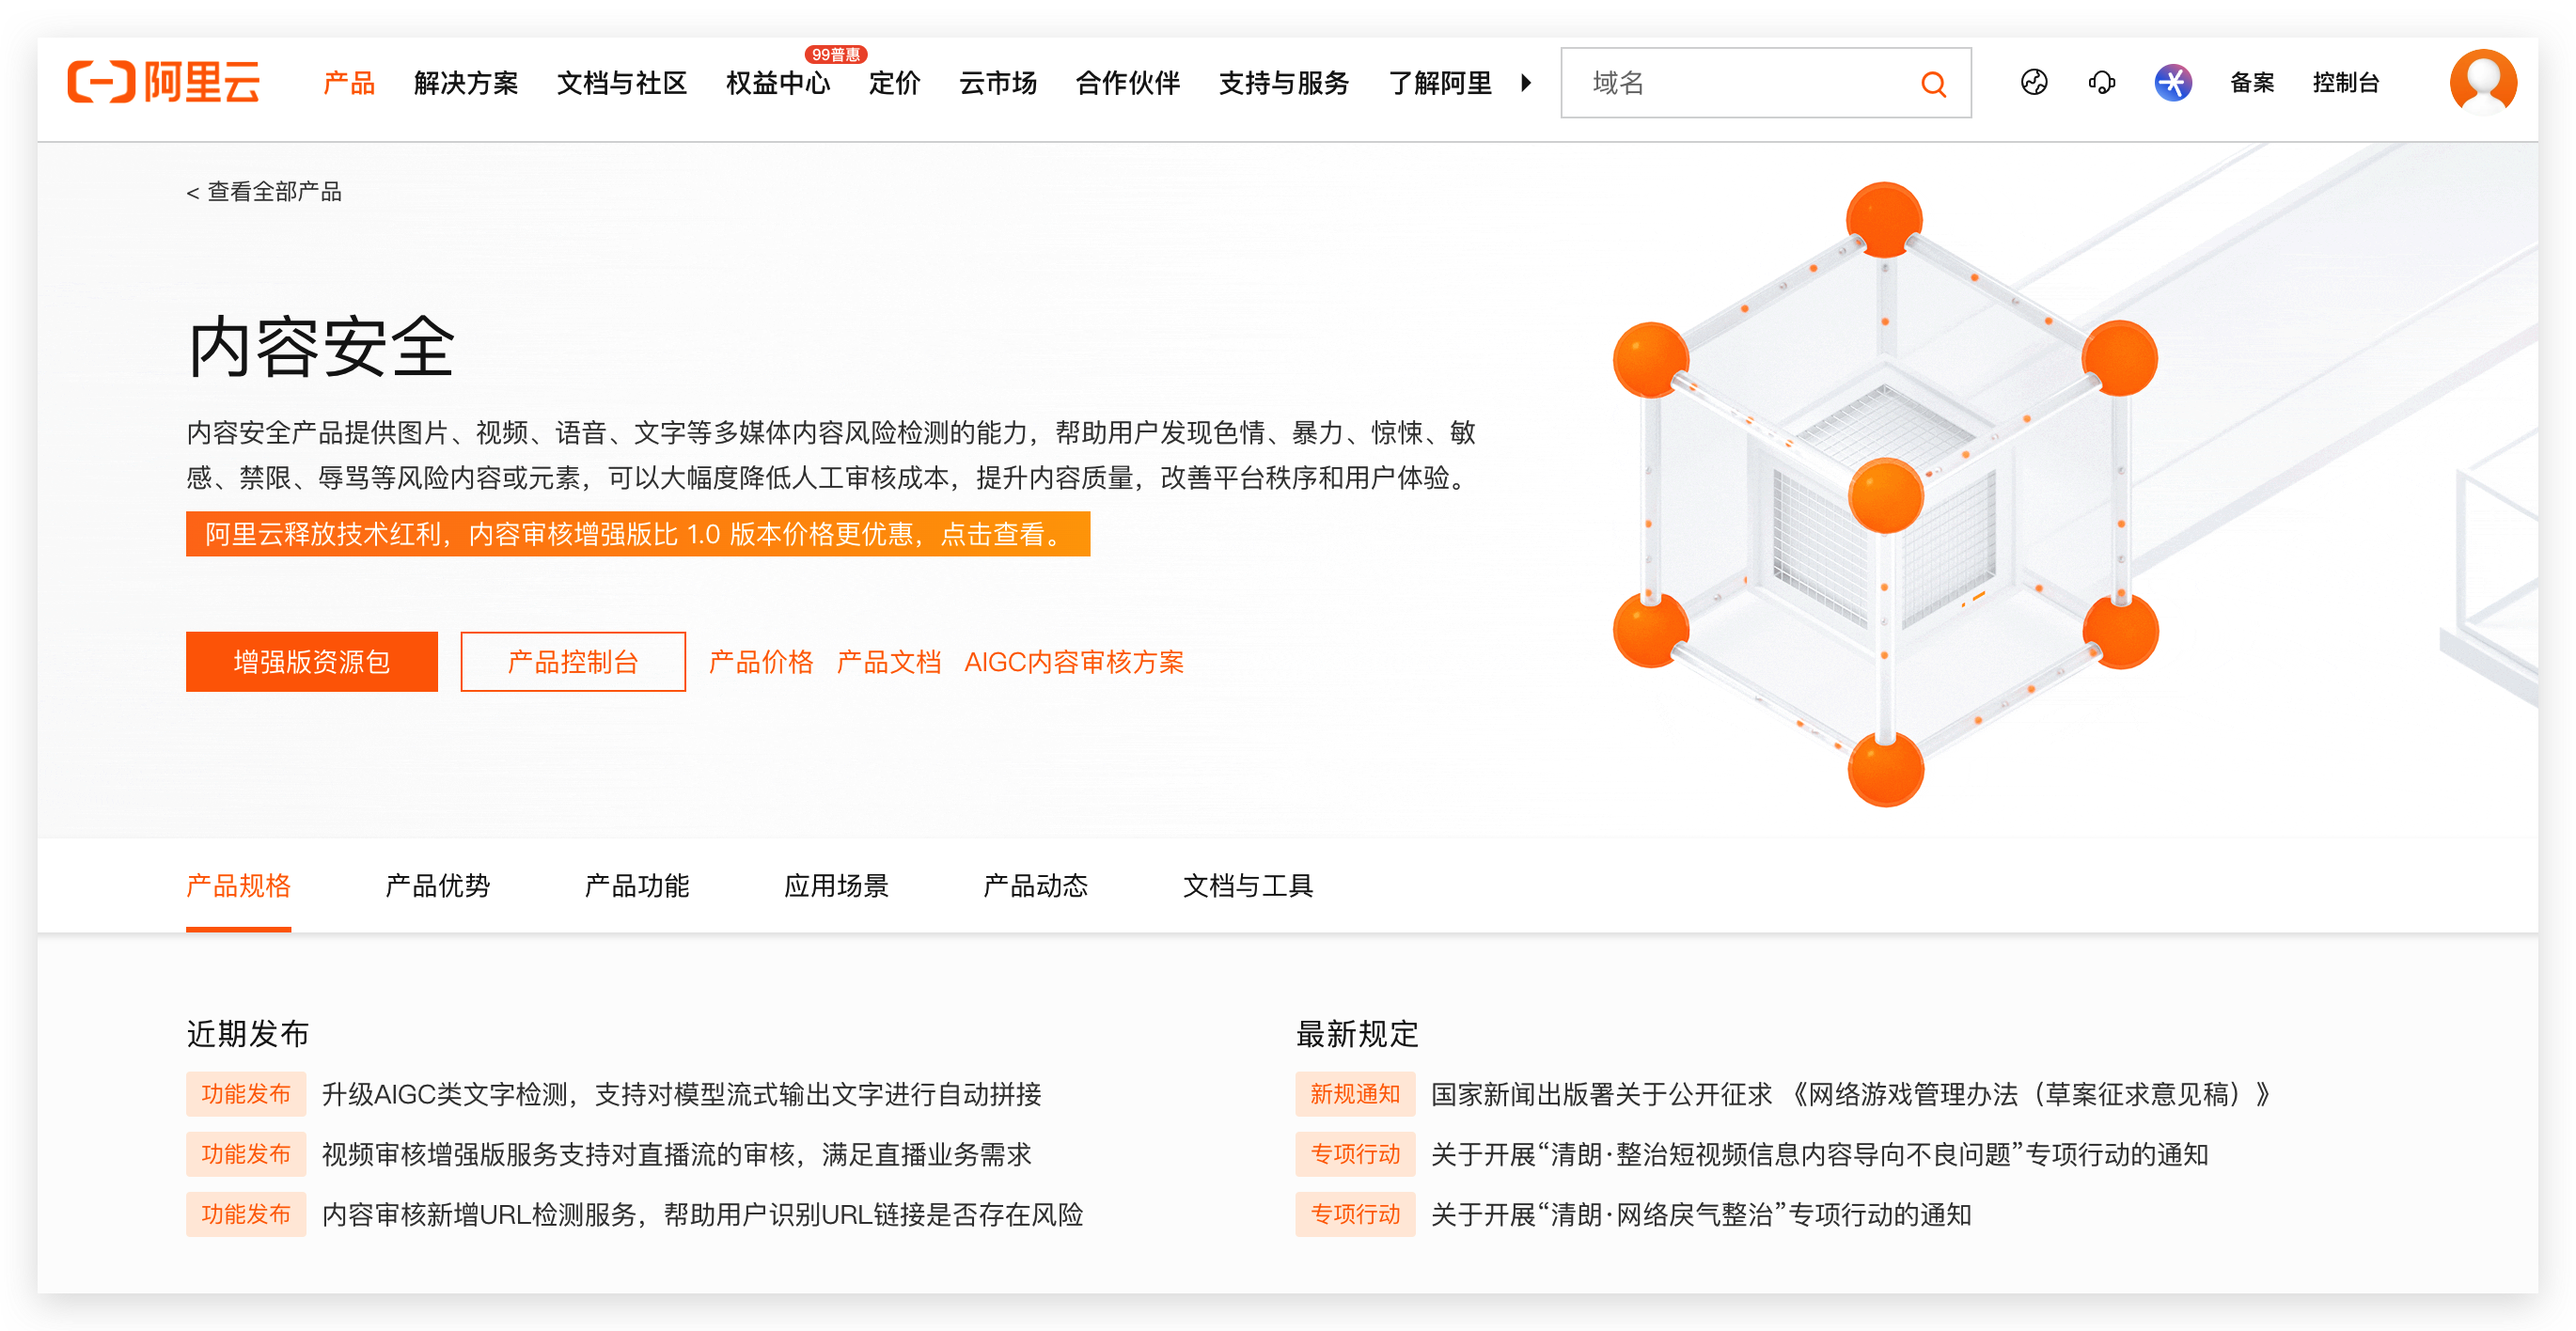 阿里云
产品 解决方案 文档与社区 权益中心 99普惠 定价 云市场 合作伙伴 支持与服务 了解阿里 域名 备案 控制台
< 查看全部产品
内容安全
内容安全产品提供图片、视频、语音、文字等多媒体内容风险检测的能力，帮助用户发现色情、暴力、惊悚、敏
感、禁限、辱骂等风险内容或元素，可以大幅度降低人工审核成本，提升内容质量，改善平台秩序和用户体验。
阿里云释放技术红利，内容审核增强版比 1.0 版本价格更优惠，点击查看。
增强版资源包 产品控制台 产品价格 产品文档 AIGC内容审核方案
产品规格 产品优势 产品功能 应用场景 产品动态 文档与工具
近期发布
功能发布 升级AIGC类文字检测，支持对模型流式输出文字进行自动拼接
功能发布 视频审核增强版服务支持对直播流的审核，满足直播业务需求
功能发布 内容审核新增URL检测服务，帮助用户识别URL链接是否存在风险
最新规定
新规通知 国家新闻出版署关于公开征求 《网络游戏管理办法（草案征求意见稿）》
专项行动 关于开展“清朗·整治短视频信息内容导向不良问题”专项行动的通知
专项行动 关于开展“清朗·网络戾气整治”专项行动的通知